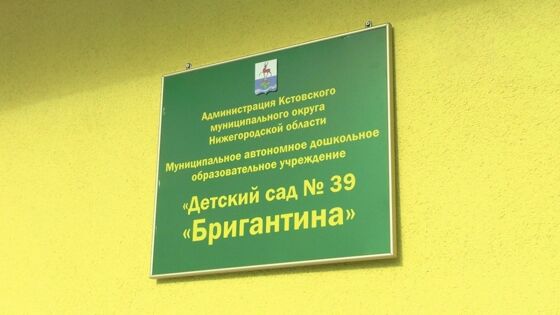 Администрация Кстовского
муниципального округа
Нижегородской области
Муниципальное автономное дошкольное
образовательное учреждение
«Детский сад № 39
«Бригантина»